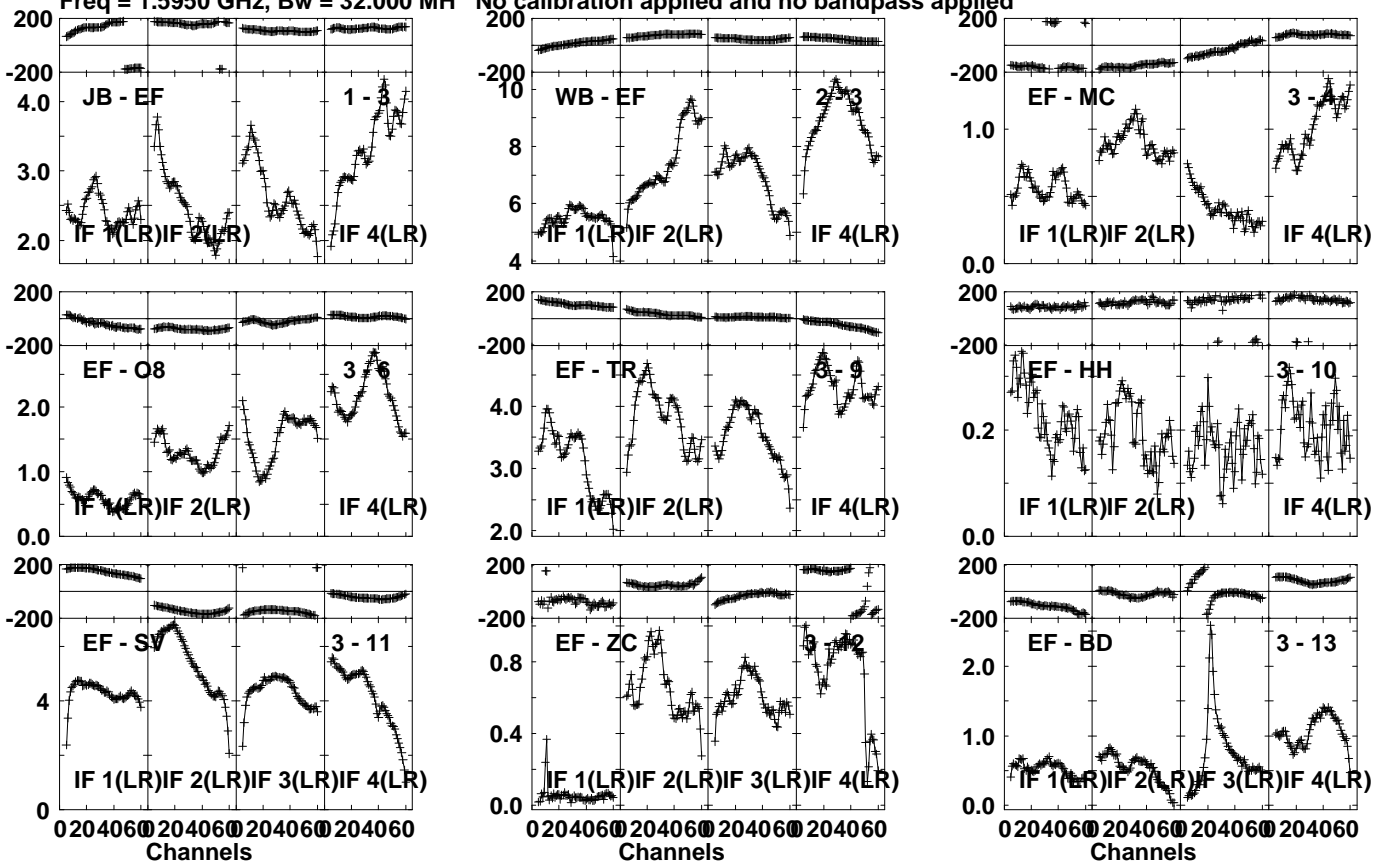 Freq = 1.5950 GHz, Bw = 32.000 MH No calibration applied and no bandpass applied
200
-200
JB - EF
1 - 3
4.0
3.0
2.0
IF 1(LR) IF 2(LR) IF 4(LR)
WB - EF
2 - 3
200
-200
10
8
6
4
IF 1(LR) IF 2(LR) IF 4(LR)
EF - MC
3 - 4
200
-200
1.0
0.0
IF 1(LR) IF 2(LR) IF 4(LR)
200
-200
EF - O8
3 - 6
2.0
1.0
0.0
IF 1(LR) IF 2(LR) IF 4(LR)
200
-200
EF - TR
3 - 9
4.0
3.0
2.0
IF 1(LR) IF 2(LR) IF 4(LR)
200
-200
EF - HH
3 - 10
0.2
0.0
IF 1(LR) IF 2(LR) IF 4(LR)
200
-200
EF - SV
3 - 11
4
0
IF 1(LR) IF 2(LR) IF 3(LR) IF 4(LR)
0 20 40 60 0 20 40 60 0 20 40 60 0 20 40 60
Channels
200
-200
EF - ZC
3 - 12
0.8
0.4
0.0
IF 1(LR) IF 2(LR) IF 3(LR) IF 4(LR)
0 20 40 60 0 20 40 60 0 20 40 60 0 20 40 60
Channels
200
-200
EF - BD
3 - 13
2.0
1.0
0.0
IF 1(LR) IF 2(LR) IF 3(LR) IF 4(LR)
0 20 40 60 0 20 40 60 0 20 40 60 0 20 40 60
Channels